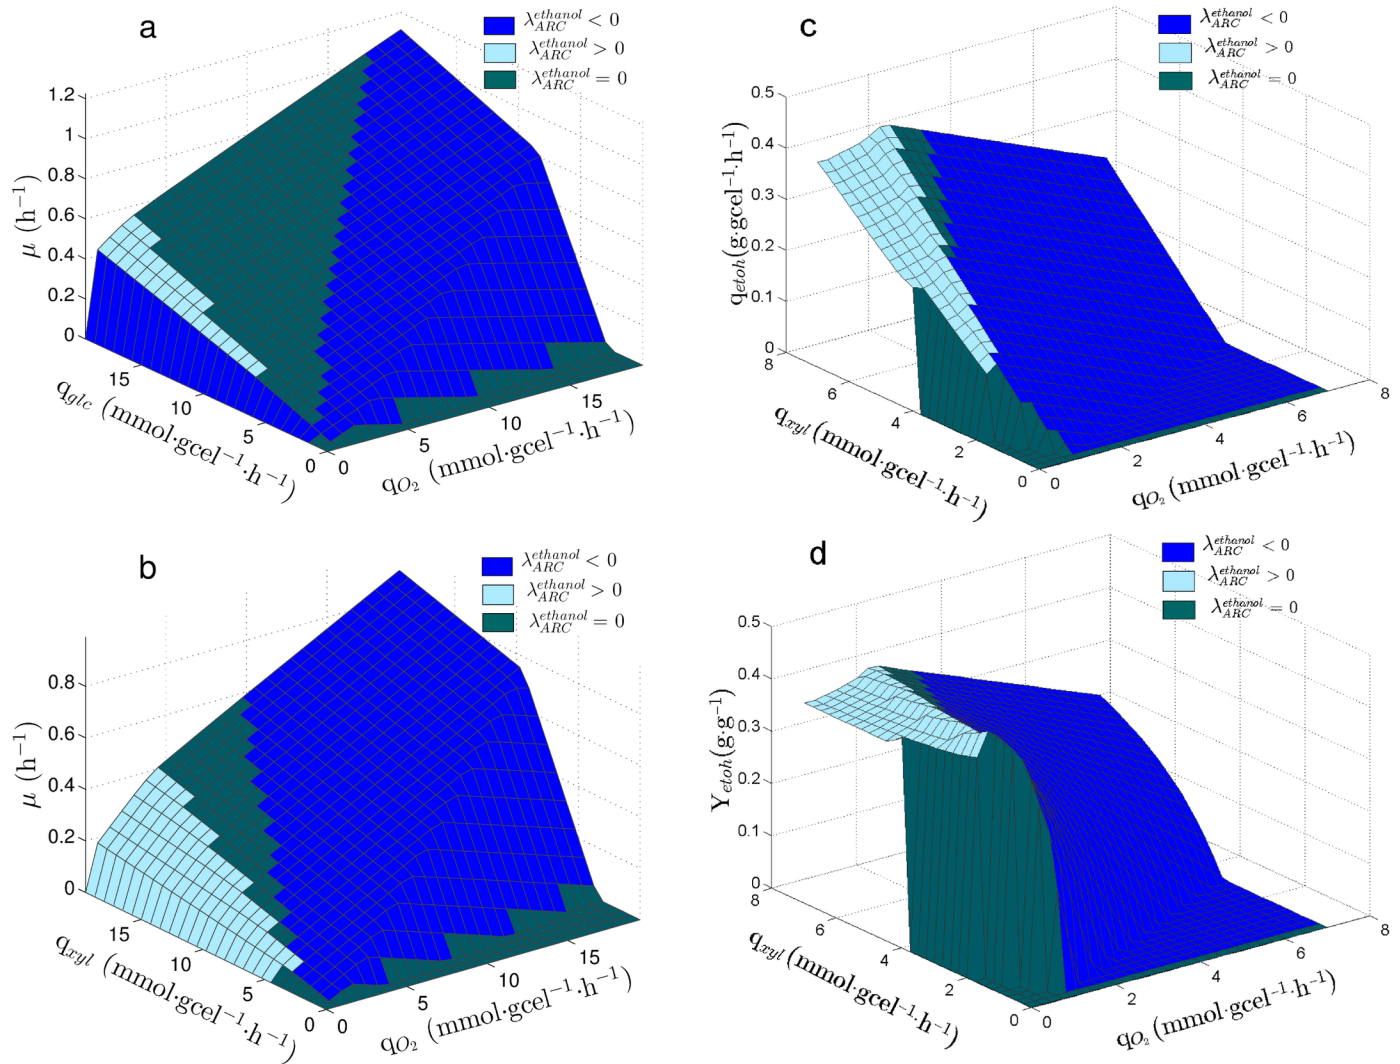 a
λ_ARC^ethanol < 0
λ_ARC^ethanol > 0
λ_ARC^ethanol = 0
1.2
1
0.8
0.6
0.4
0.2
0
μ (h⁻¹)
15
10
5
0
q_glc (mmol·gcel⁻¹·h⁻¹)
0
5
10
15
q_O₂ (mmol·gcel⁻¹·h⁻¹)
c
λ_ARC^ethanol < 0
λ_ARC^ethanol > 0
λ_ARC^ethanol = 0
0.5
0.4
0.3
0.2
0.1
0
q_etoh(g·gcel⁻¹·h⁻¹)
8
6
4
2
0
q_xyl (mmol·gcel⁻¹·h⁻¹)
0
2
4
6
8
q_O₂ (mmol·gcel⁻¹·h⁻¹)
b
λ_ARC^ethanol < 0
λ_ARC^ethanol > 0
λ_ARC^ethanol = 0
0.8
0.6
0.4
0.2
0
μ (h⁻¹)
15
10
5
0
q_xyl (mmol·gcel⁻¹·h⁻¹)
0
5
10
15
q_O₂ (mmol·gcel⁻¹·h⁻¹)
d
λ_ARC^ethanol < 0
λ_ARC^ethanol > 0
λ_ARC^ethanol = 0
0.5
0.4
0.3
0.2
0.1
0
Y_etoh(g·g⁻¹)
8
6
4
2
0
q_xyl (mmol·gcel⁻¹·h⁻¹)
0
2
4
6
8
q_O₂ (mmol·gcel⁻¹·h⁻¹)